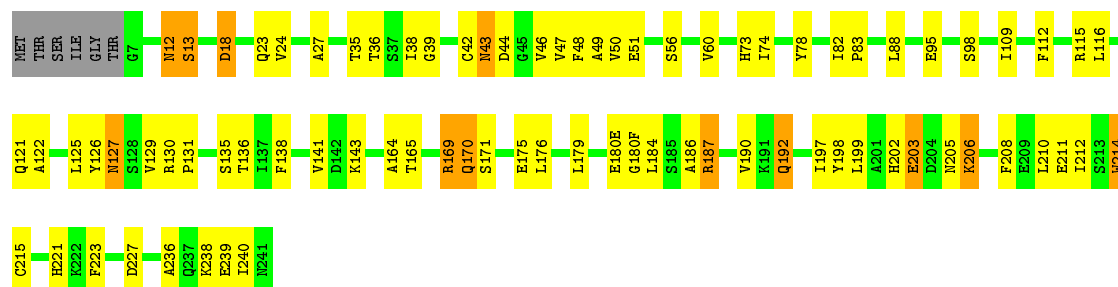 MET THR SER ILE GLY THR G7 N12 S13 D18 Q23 V24 A27 T35 T36 S37 I38 G39 C42 N43 D44 G45 V46 V47 F48 A49 V50 E51 S56 V60 H73 I74 Y78 I82 P83 L88 E95 S98 I109 F112 R115 L116
Q121 A122 L125 Y126 N127 S128 V129 R130 P131 S135 T136 I137 F138 V141 D142 K143 A164 T165 R169 Q170 S171 E175 L176 L179 E180E G180F L184 S185 A186 R187 V190 K191 Q192 I197 Y198 L199 A201 H202 E203 D204 N205 K206 F208 E209 L210 E211 I212 S213 W214
C215 H221 K222 F223 D227 A236 Q237 K238 E239 I240 N241